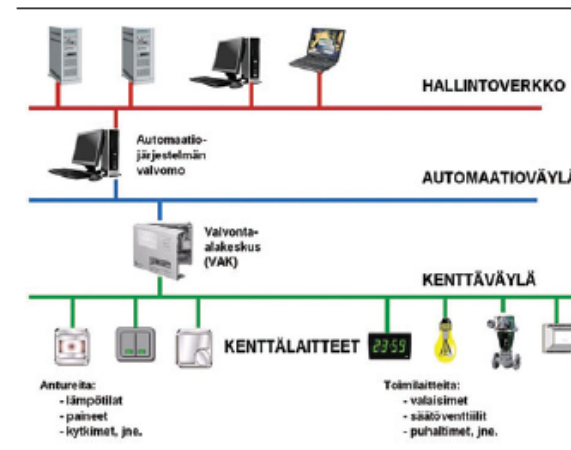 HALLINTOVERKKO
Automaatio-
järjestelmän
valvomo
AUTOMAATIOVÄYLÄ
Valvonta-
alakeskus
(VAK)
KENTTÄVÄYLÄ
KENTTÄLAITTEET
23:59
Antureita:
- lämpötilat
- paineet
- kytkimet, jne.
Toimilaitteita:
- valaisimet
- säätöventtiilit
- puhaltimet, jne.